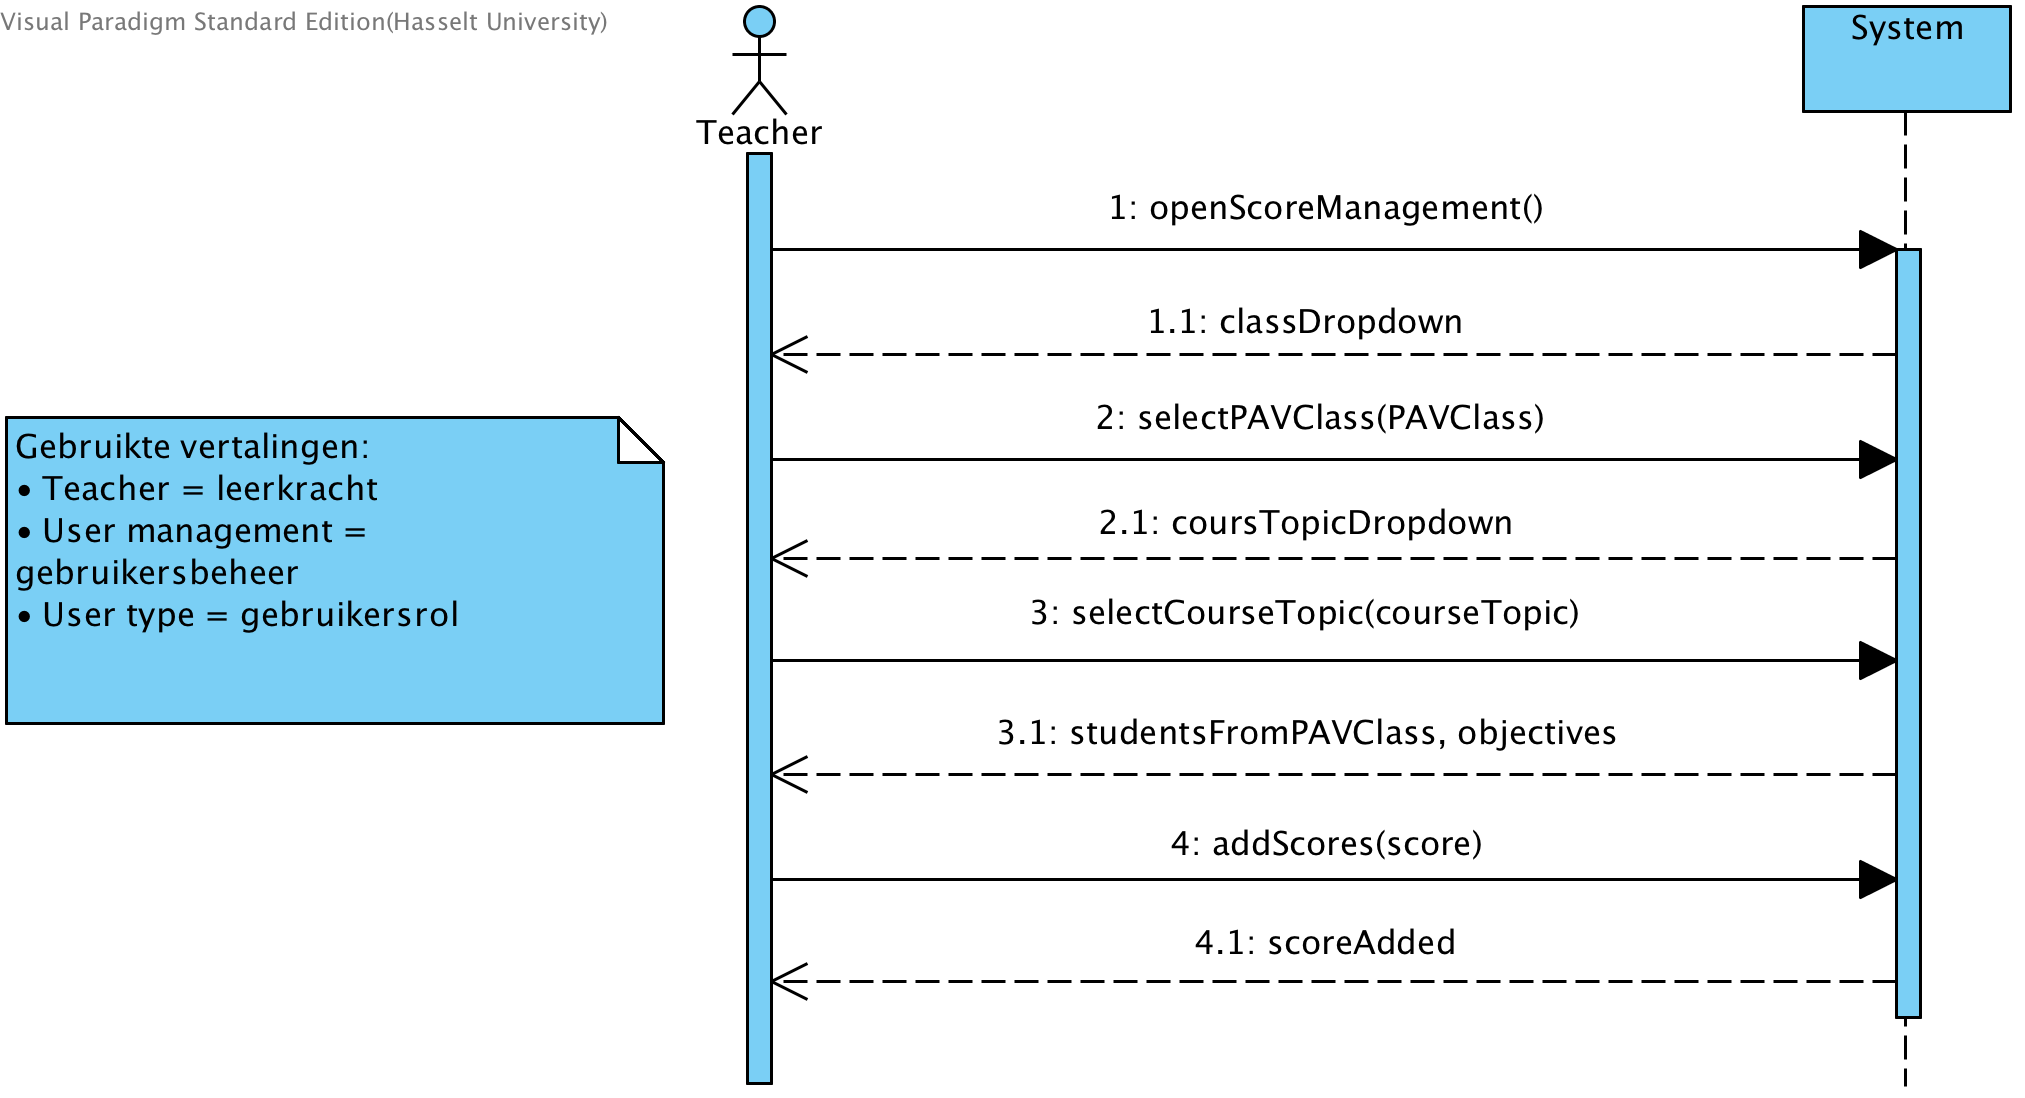 Visual Paradigm Standard Edition(Hasselt University)
System
Teacher
1: openScoreManagement()
1.1: classDropdown
2: selectPAVClass(PAVClass)
Gebruikte vertalingen:
• Teacher = leerkracht
• User management =
gebruikersbeheer
• User type = gebruikersrol
2.1: coursTopicDropdown
3: selectCourseTopic(courseTopic)
3.1: studentsFromPAVClass, objectives
4: addScores(score)
4.1: scoreAdded